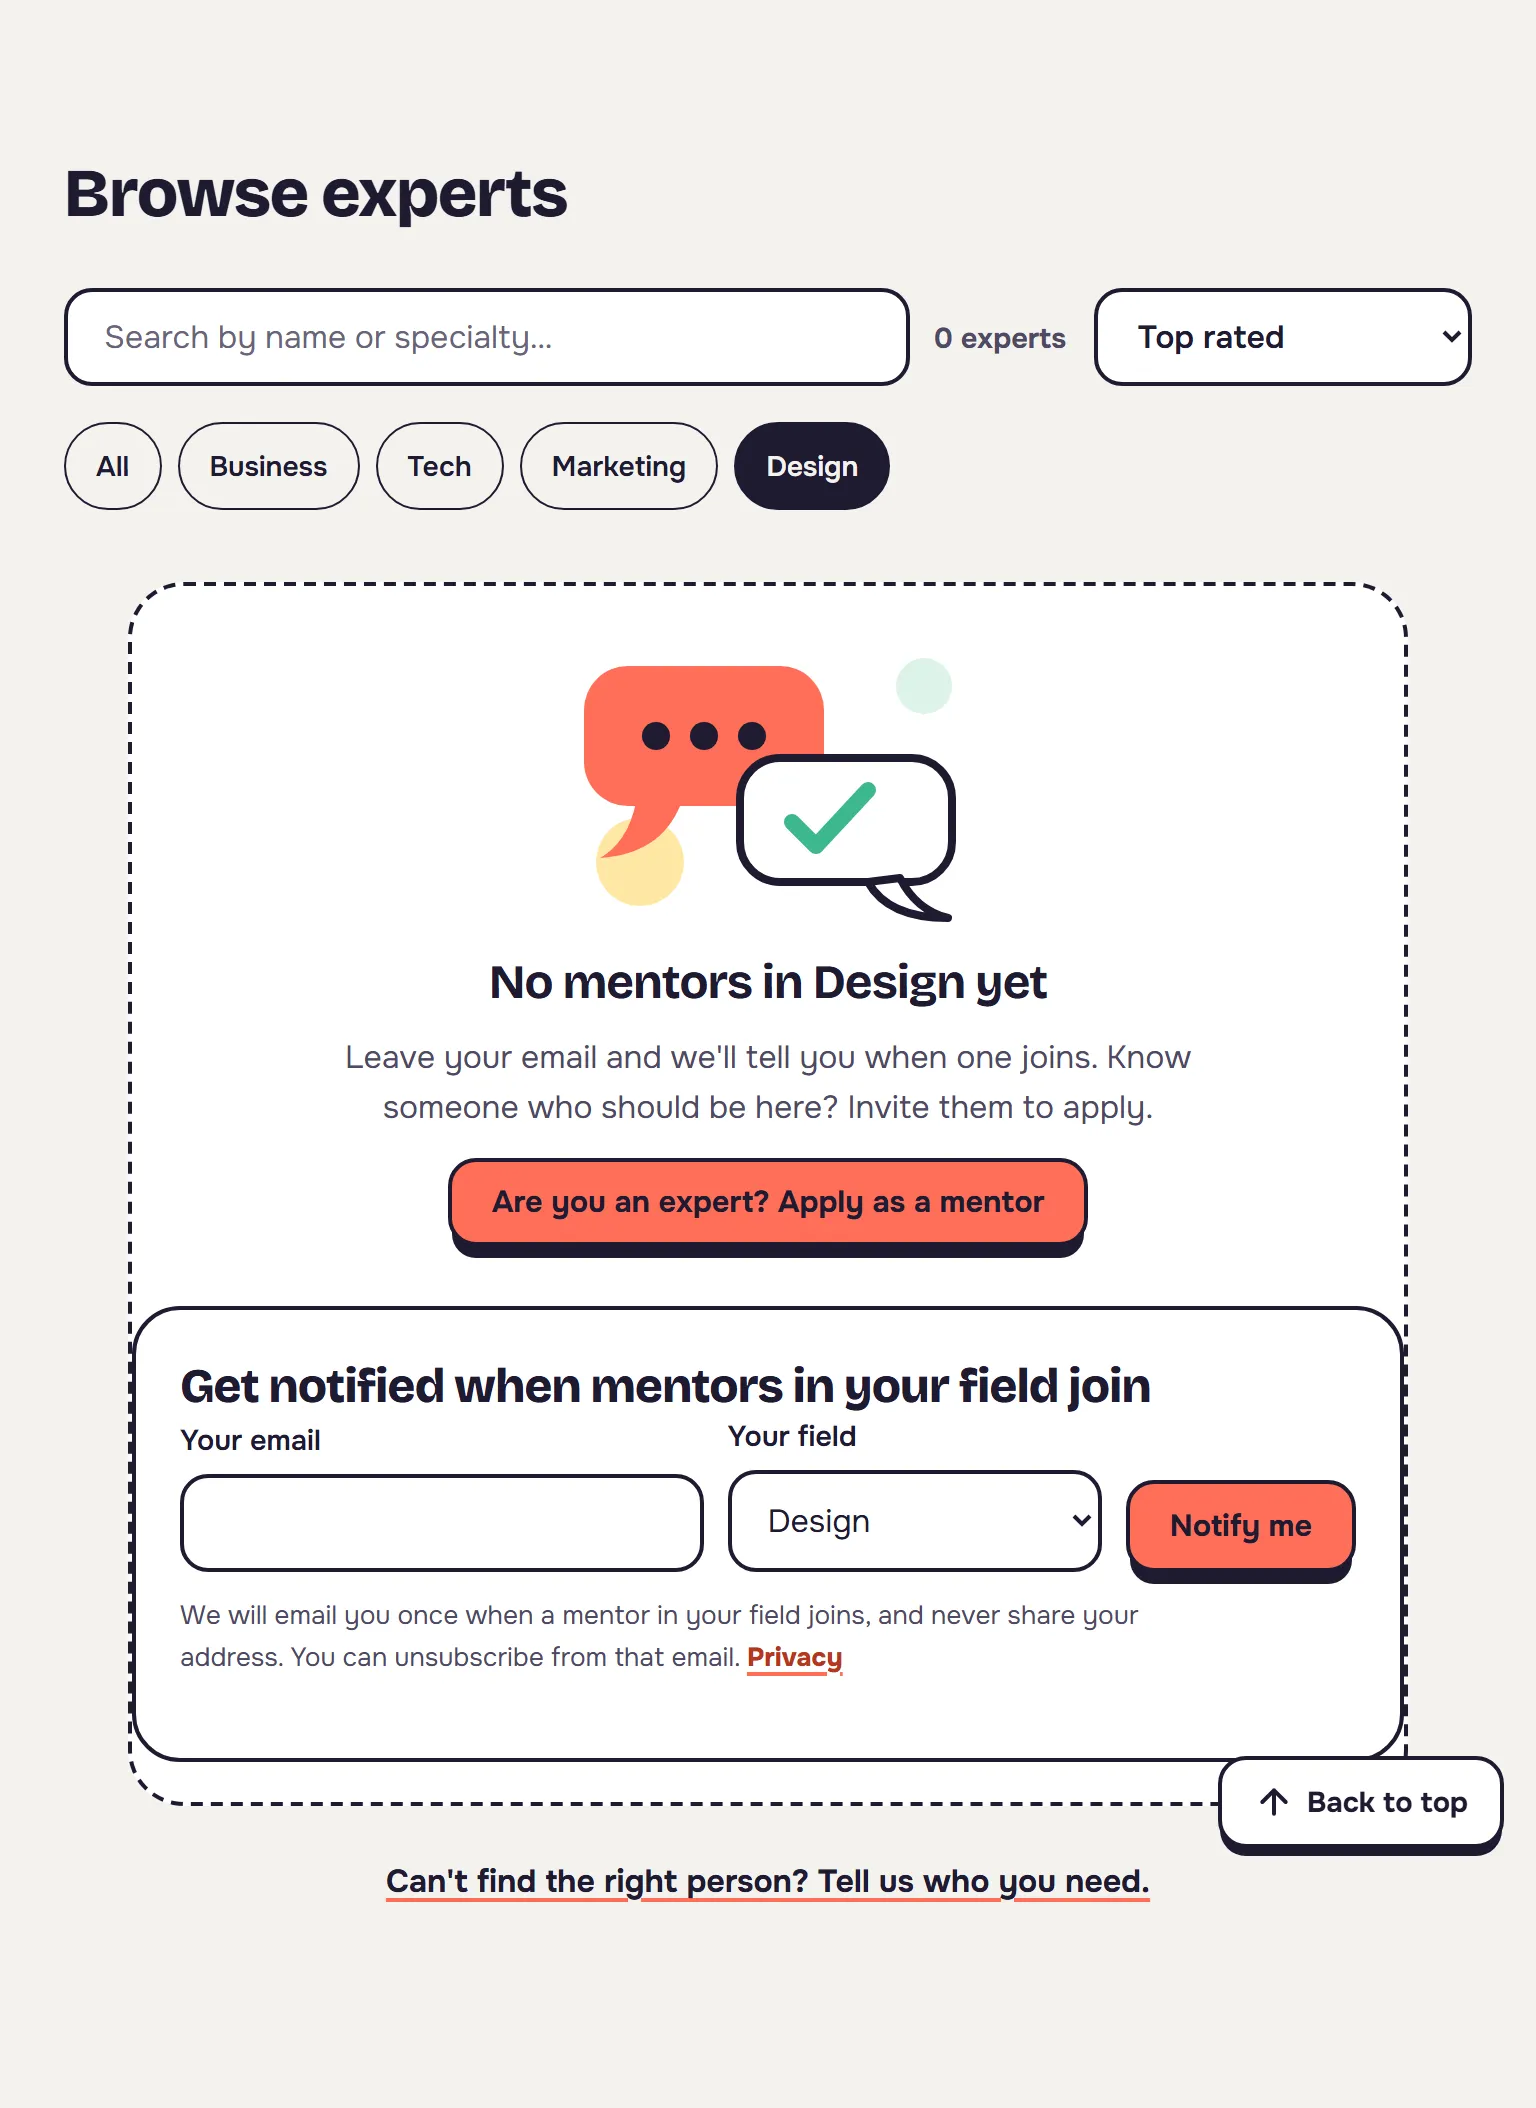 Browse experts
Search by name or specialty...
0 experts
Top rated
All
Business
Tech
Marketing
Design
No mentors in Design yet
Leave your email and we'll tell you when one joins. Know
someone who should be here? Invite them to apply.
Are you an expert? Apply as a mentor
Get notified when mentors in your field join
Your email
Your field
Design
Notify me
We will email you once when a mentor in your field joins, and never share your
address. You can unsubscribe from that email. Privacy
Back to top
Can't find the right person? Tell us who you need.